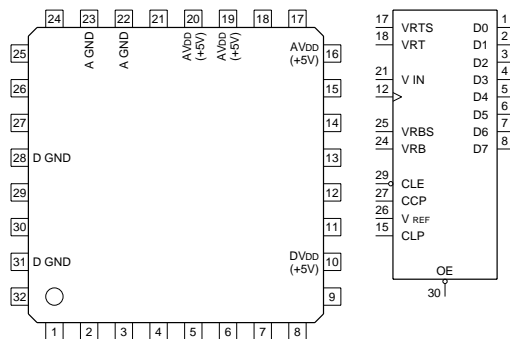 24 23 22 21 20 19 18 17
A GND
A GND
AVDD
(+5V)
AVDD
(+5V)
AVDD
(+5V)
25
26
27
28 D GND
29
30
31 D GND
32
16
15
14
13
12
11
DVDD
(+5V)
10
9
1 2 3 4 5 6 7 8
17 VRTS D0 1
18 VRT D1 2
D2 3
21 V IN D3 4
12 D4 5
D5 6
25 VRBS D6 7
24 VRB D7 8
29 CLE
27 CCP
26 V REF
15 CLP
OE
30